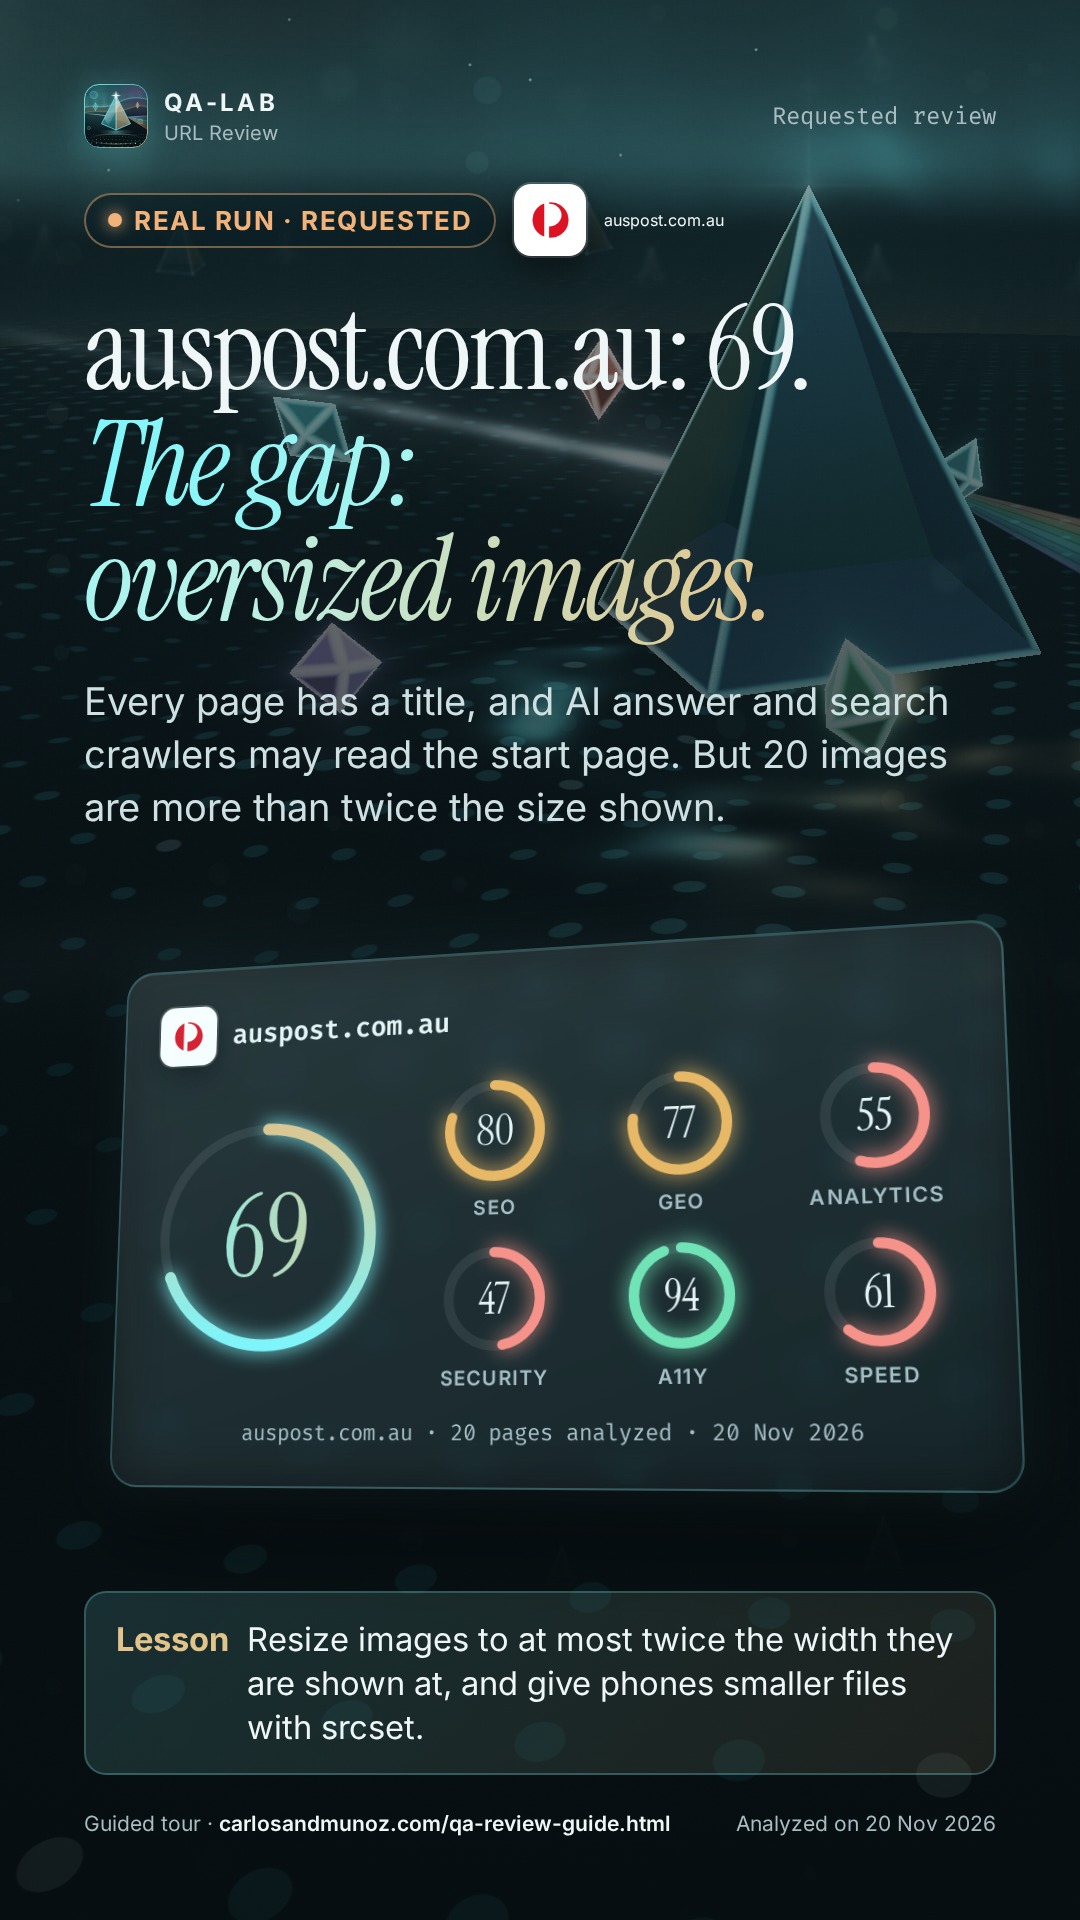 QA-LAB
URL Review
Requested review
REAL RUN · REQUESTED
auspost.com.au
auspost.com.au: 69.
The gap:
oversized images.
Every page has a title, and AI answer and search
crawlers may read the start page. But 20 images
are more than twice the size shown.
auspost.com.au
69
80
SEO
77
GEO
55
ANALYTICS
47
SECURITY
94
A11Y
61
SPEED
auspost.com.au · 20 pages analyzed · 20 Nov 2026
Lesson
Resize images to at most twice the width they
are shown at, and give phones smaller files
with srcset.
Guided tour · carlosandmunoz.com/qa-review-guide.html
Analyzed on 20 Nov 2026